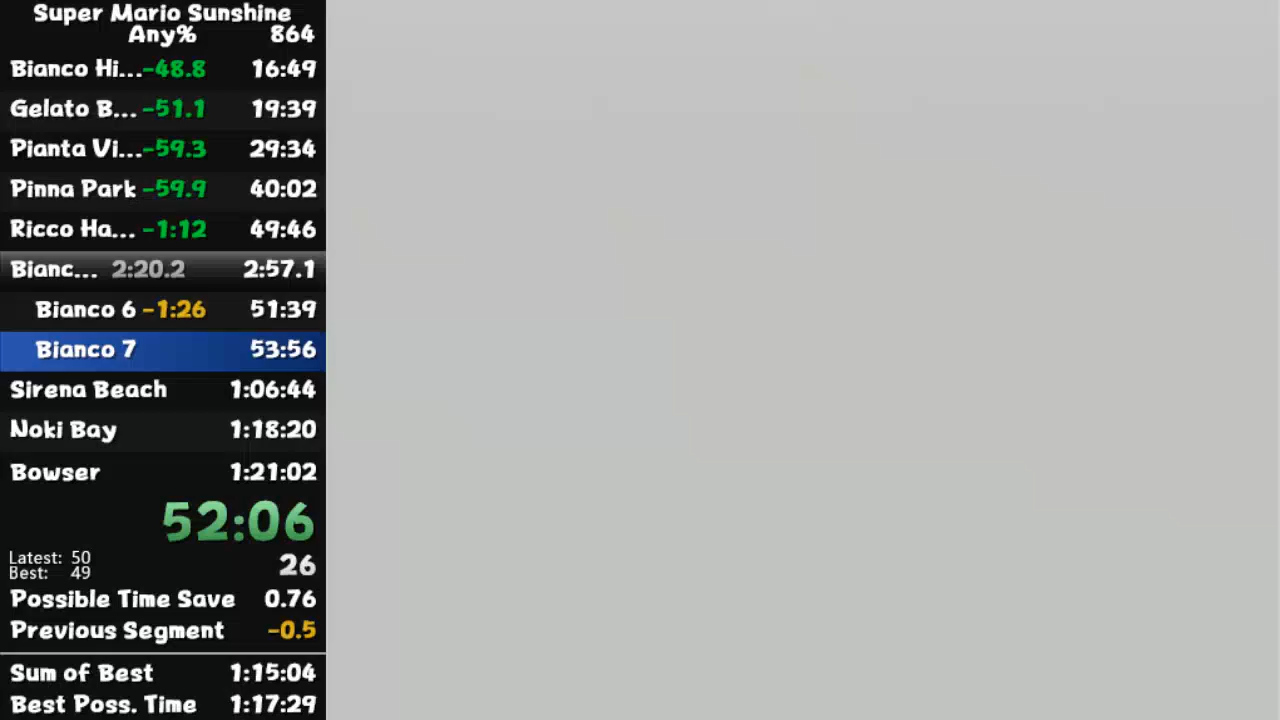 Super Mario Sunshine
Any% 864
Bianco Hi... -48.8 16:49
Gelato B... -51.1 19:39
Pianta Vi... -59.3 29:34
Pinna Park -59.9 40:02
Ricco Ha... -1:12 49:46
Bianc... 2:20.2 2:57.1
Bianco 6 -1:26 51:39
Bianco 7 53:56
Sirena Beach 1:06:44
Noki Bay 1:18:20
Bowser 1:21:02
52:06
Latest: 50
Best: 49
26
Possible Time Save 0.76
Previous Segment -0.5
Sum of Best 1:15:04
Best Poss. Time 1:17:29